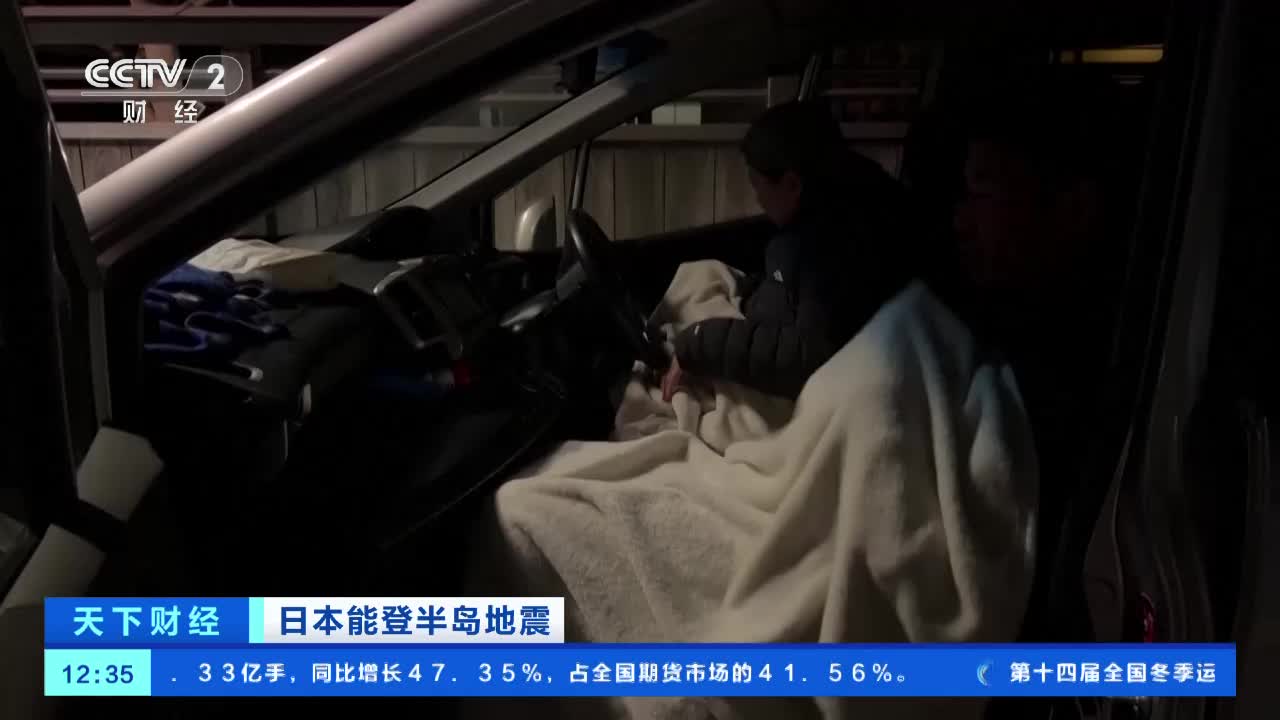 CCTV 2
财经
天下财经
日本能登半岛地震
12:35
．33亿手，同比增长47．35%，占全国期货市场的41．56%。
第十四届全国冬季运